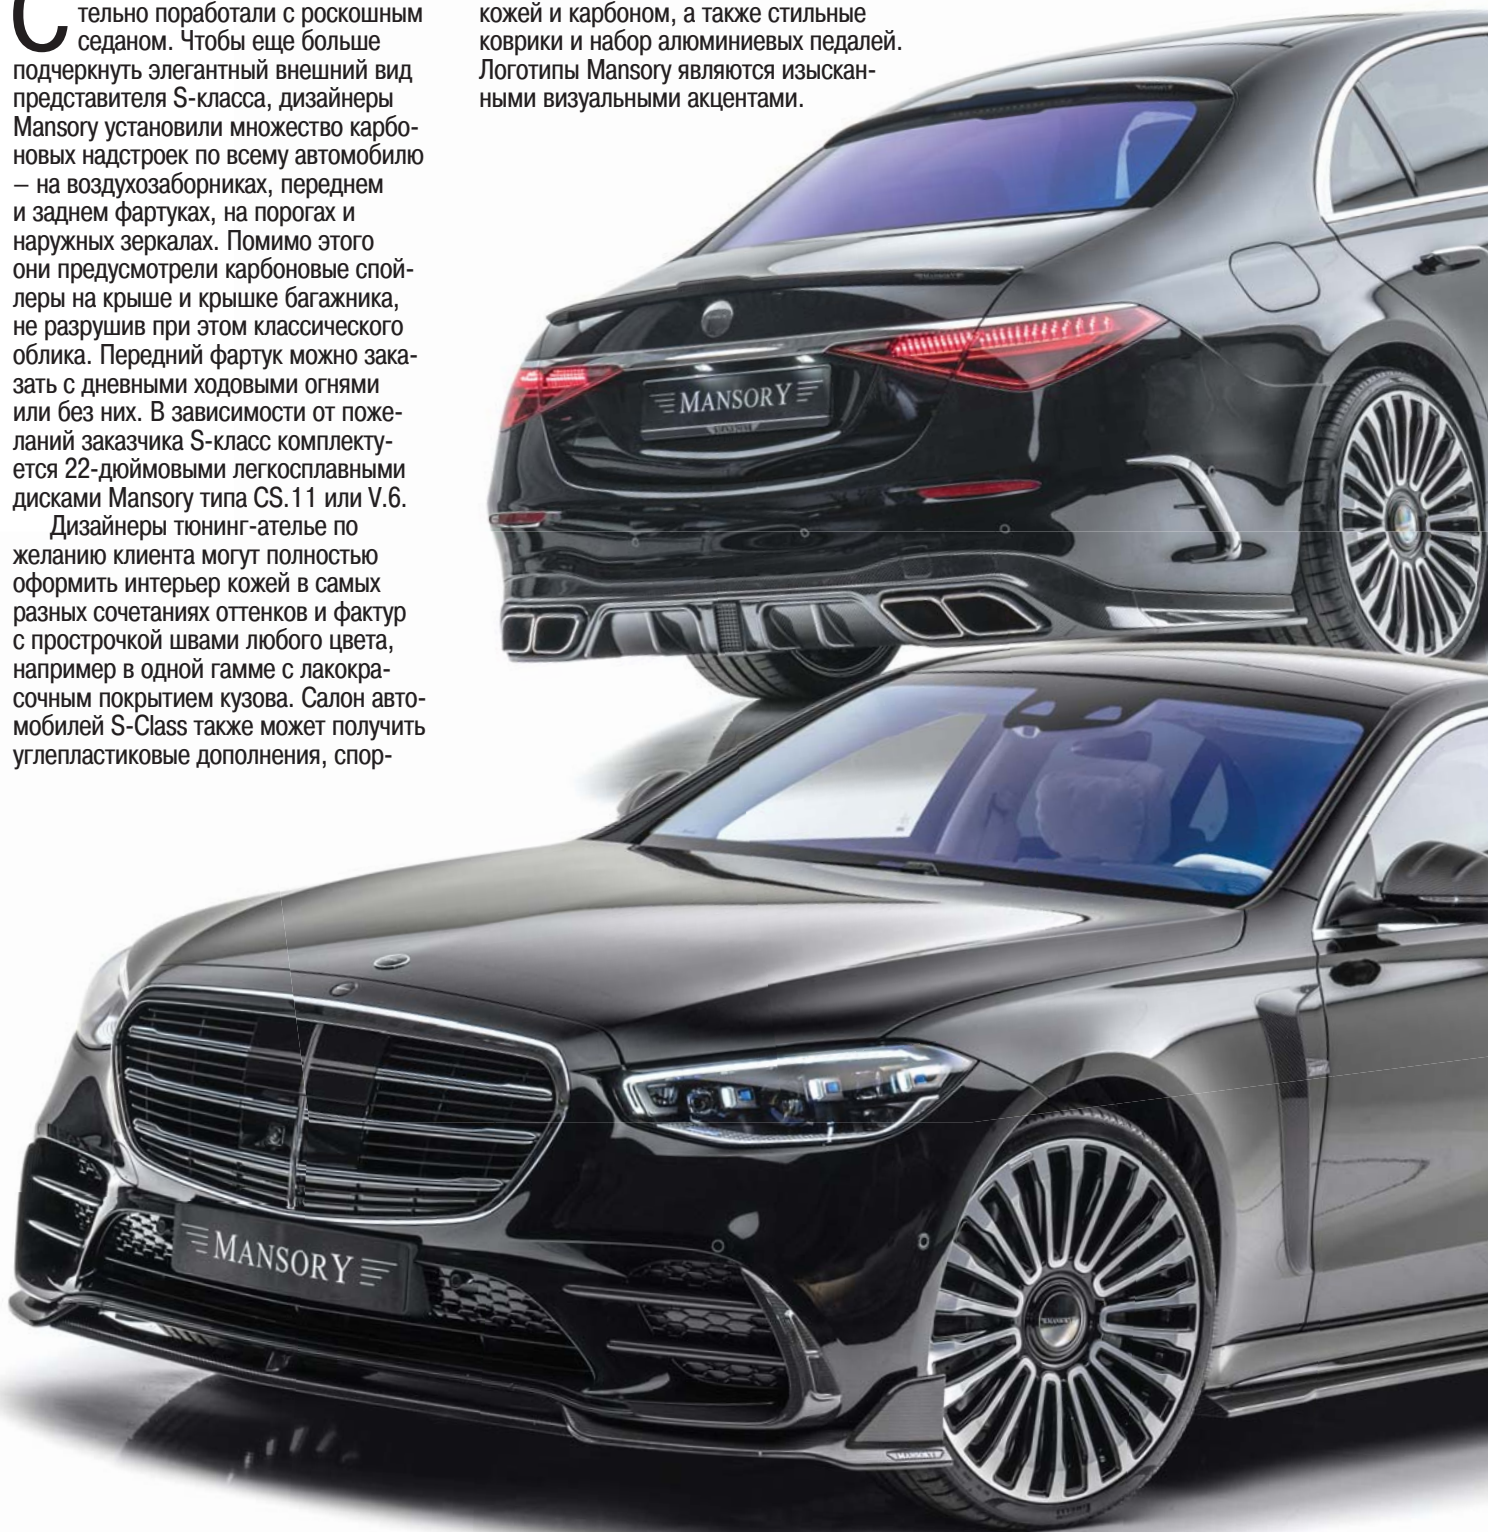 С тельно поработали с роскошным
седаном. Чтобы еще больше
подчеркнуть элегантный внешний вид
представителя S-класса, дизайнеры
Mansory установили множество карбо-
новых надстроек по всему автомобилю
– на воздухозаборниках, переднем
и заднем фартуках, на порогах и
наружных зеркалах. Помимо этого
они предусмотрели карбоновые спой-
леры на крыше и крышке багажника,
не разрушив при этом классического
облика. Передний фартук можно зака-
зать с дневными ходовыми огнями
или без них. В зависимости от поже-
ланий заказчика S-класс комплекту-
ется 22-дюймовыми легкосплавными
дисками Mansory типа CS.11 или V.6.
Дизайнеры тюнинг-ателье по
желанию клиента могут полностью
оформить интерьер кожей в самых
разных сочетаниях оттенков и фактур
с прострочкой швами любого цвета,
например в одной гамме с лакокра-
сочным покрытием кузова. Салон авто-
мобилей S-Class также может получить
углепластиковые дополнения, спор-
кожей и карбоном, а также стильные
коврики и набор алюминиевых педалей.
Логотипы Mansory являются изыскан-
ными визуальными акцентами.
MANSORY
MANSORY
MANSORY
MANSORY
MANSORY
MANSORY